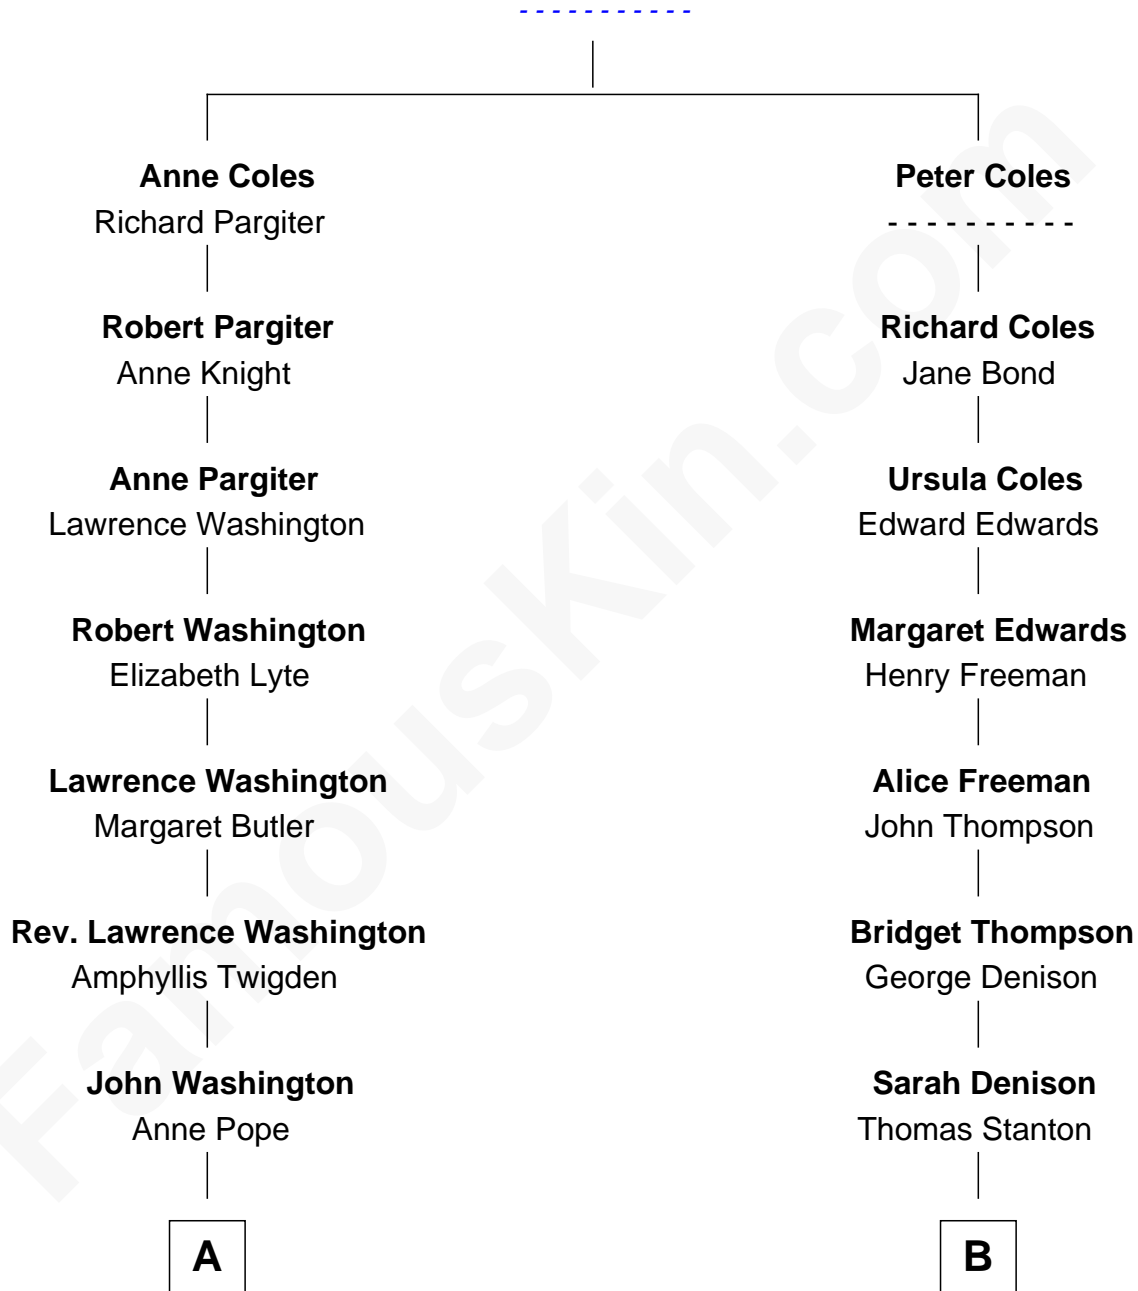 - - - - - - - - - - -
Anne Coles
Richard Pargiter
Peter Coles
- - - - - - - - - -
Robert Pargiter
Anne Knight
Richard Coles
Jane Bond
Anne Pargiter
Lawrence Washington
Ursula Coles
Edward Edwards
Robert Washington
Elizabeth Lyte
Margaret Edwards
Henry Freeman
Lawrence Washington
Margaret Butler
Alice Freeman
John Thompson
Rev. Lawrence Washington
Amphyllis Twigden
Bridget Thompson
George Denison
John Washington
Anne Pope
Sarah Denison
Thomas Stanton
A
B
FamousKin.com